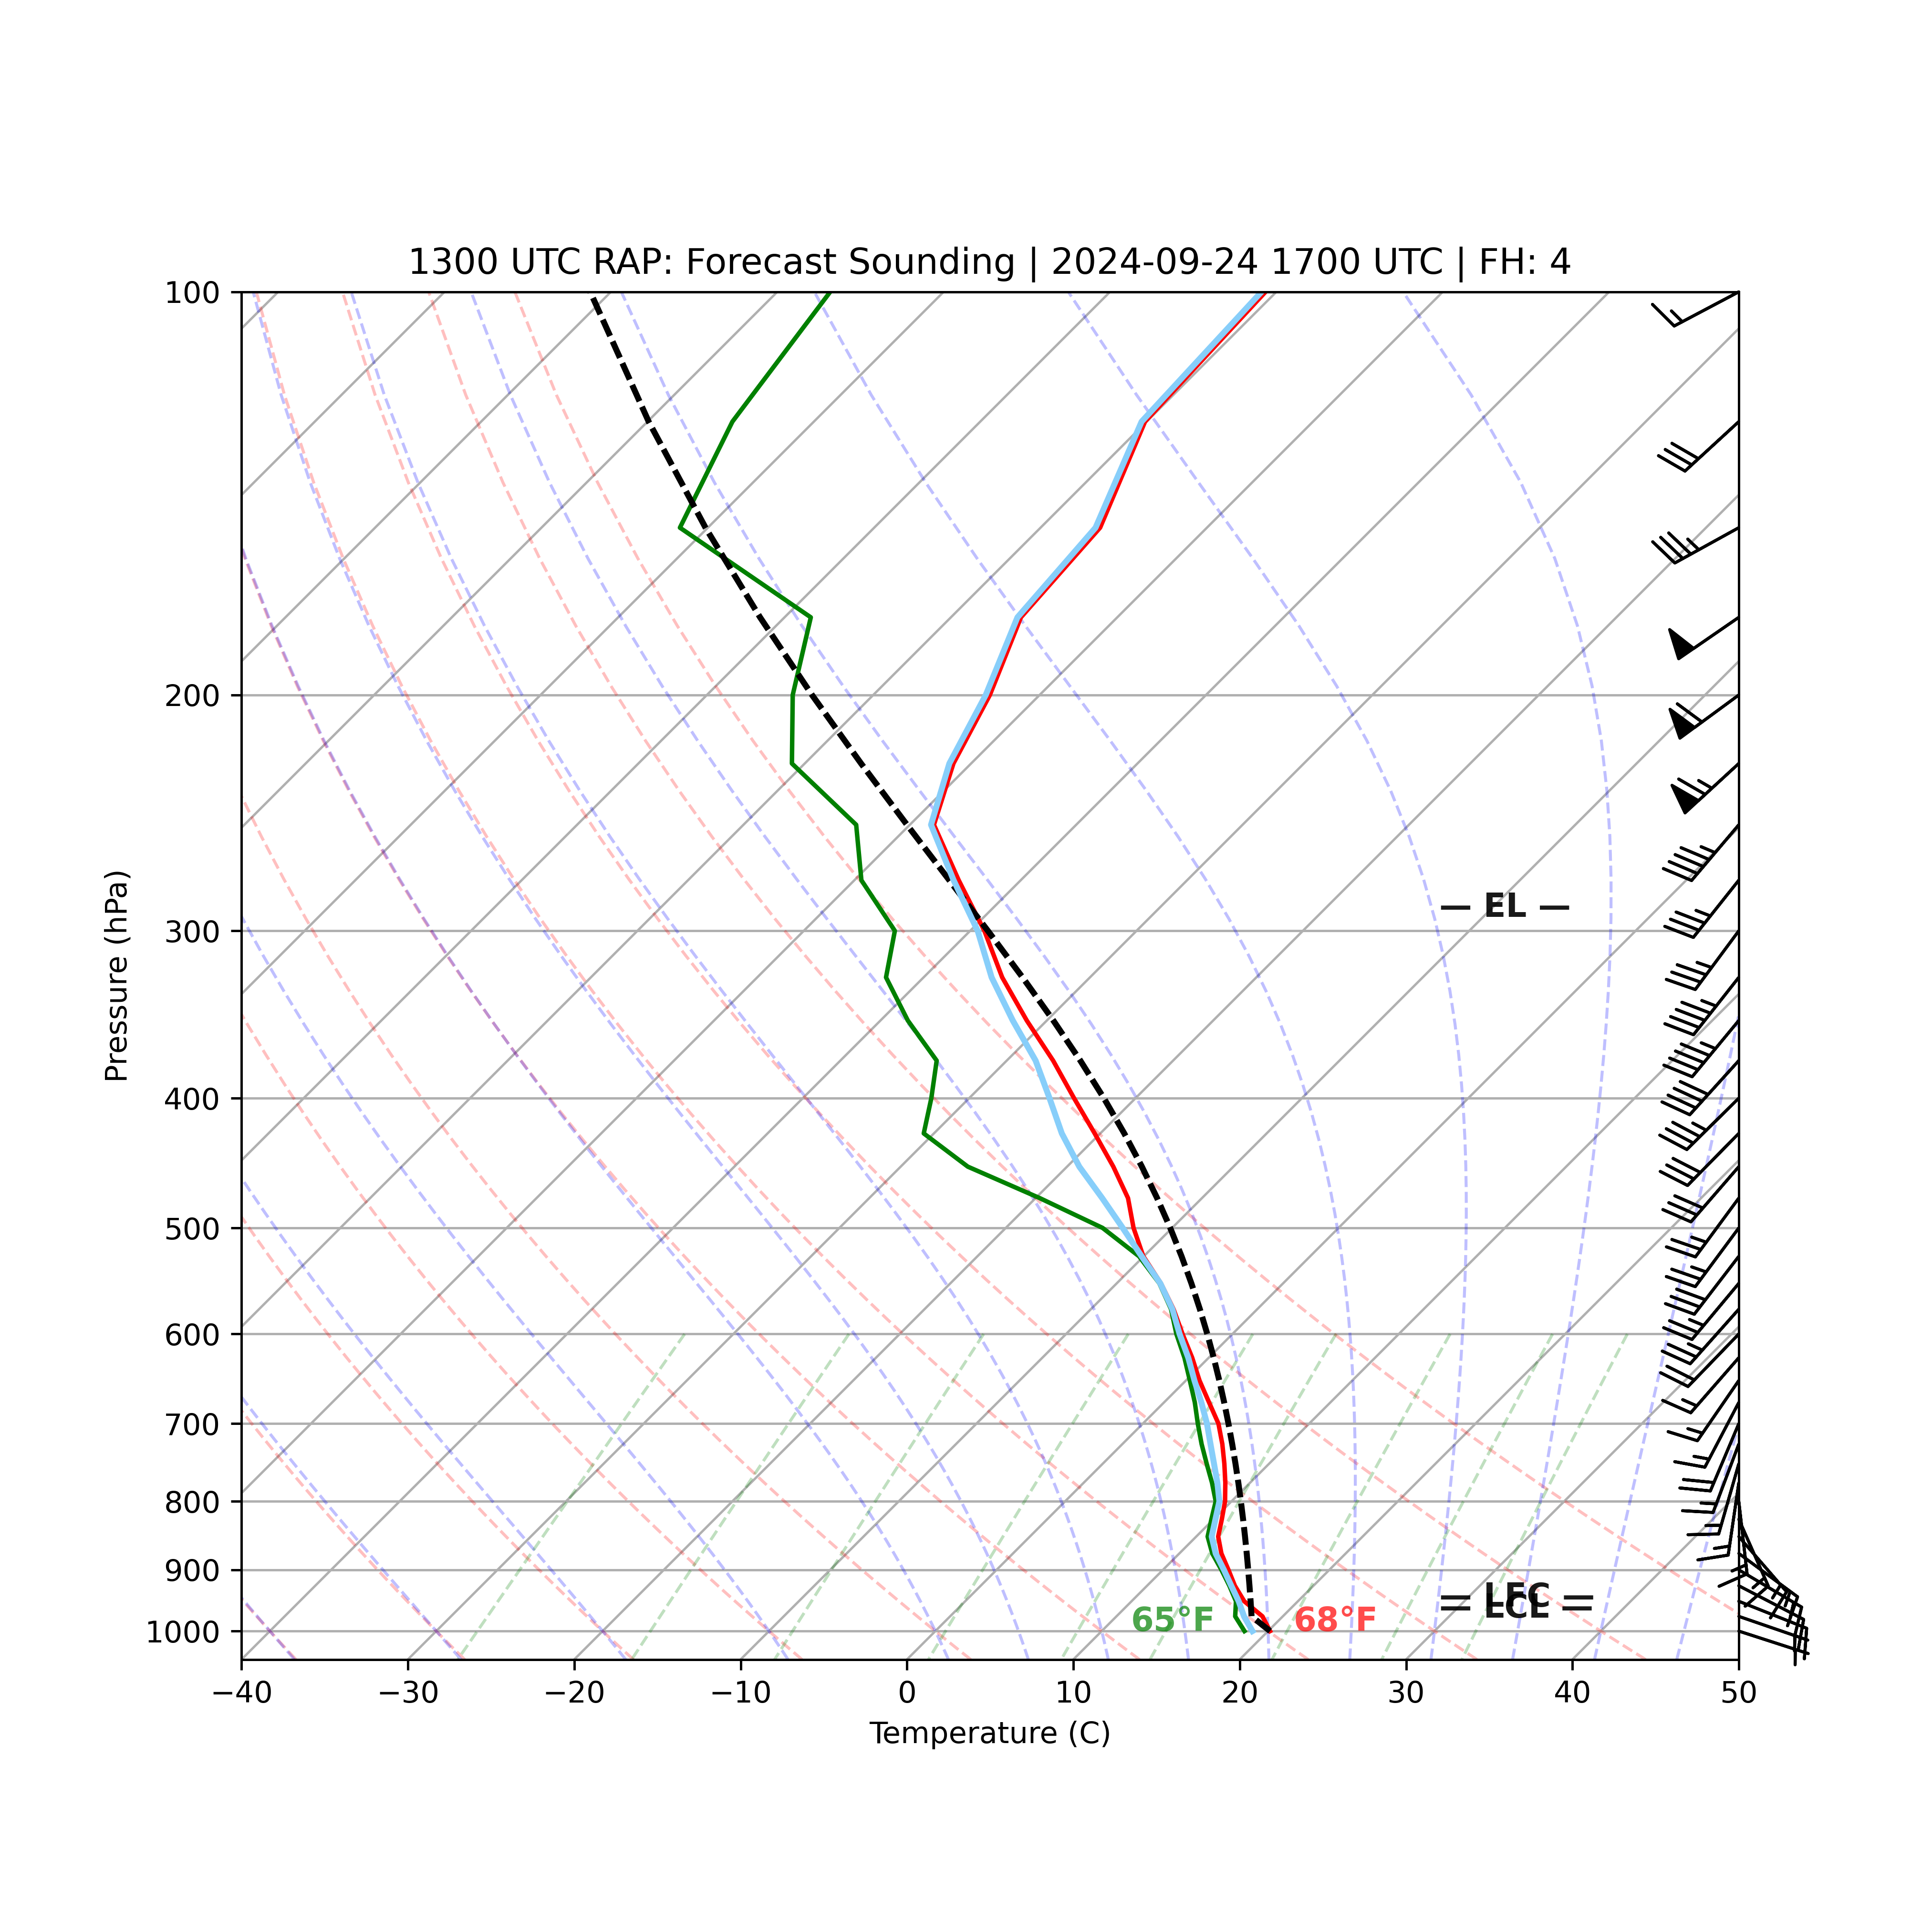 1300 UTC RAP: Forecast Sounding | 2024-09-24 1700 UTC | FH: 4
100
200
300
400
500
600
700
800
900
1000
Pressure (hPa)
— EL —
— LFC —
— LCL —
65°F
68°F
−40
−30
−20
−10
0
10
20
30
40
50
Temperature (C)